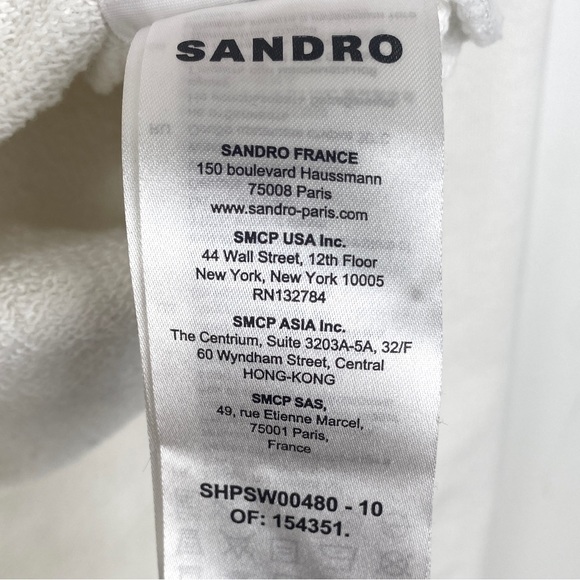 SANDRO
SANDRO FRANCE
150 boulevard Haussmann
75008 Paris
www.sandro-paris.com
SMCP USA Inc.
44 Wall Street, 12th Floor
New York, New York 10005
RN132784
SMCP ASIA Inc.
The Centrium, Suite 3203A-5A, 32/F
60 Wyndham Street, Central
HONG-KONG
SMCP SAS,
49, rue Etienne Marcel,
75001 Paris,
France
SHPSW00480 - 10
OF: 154351.